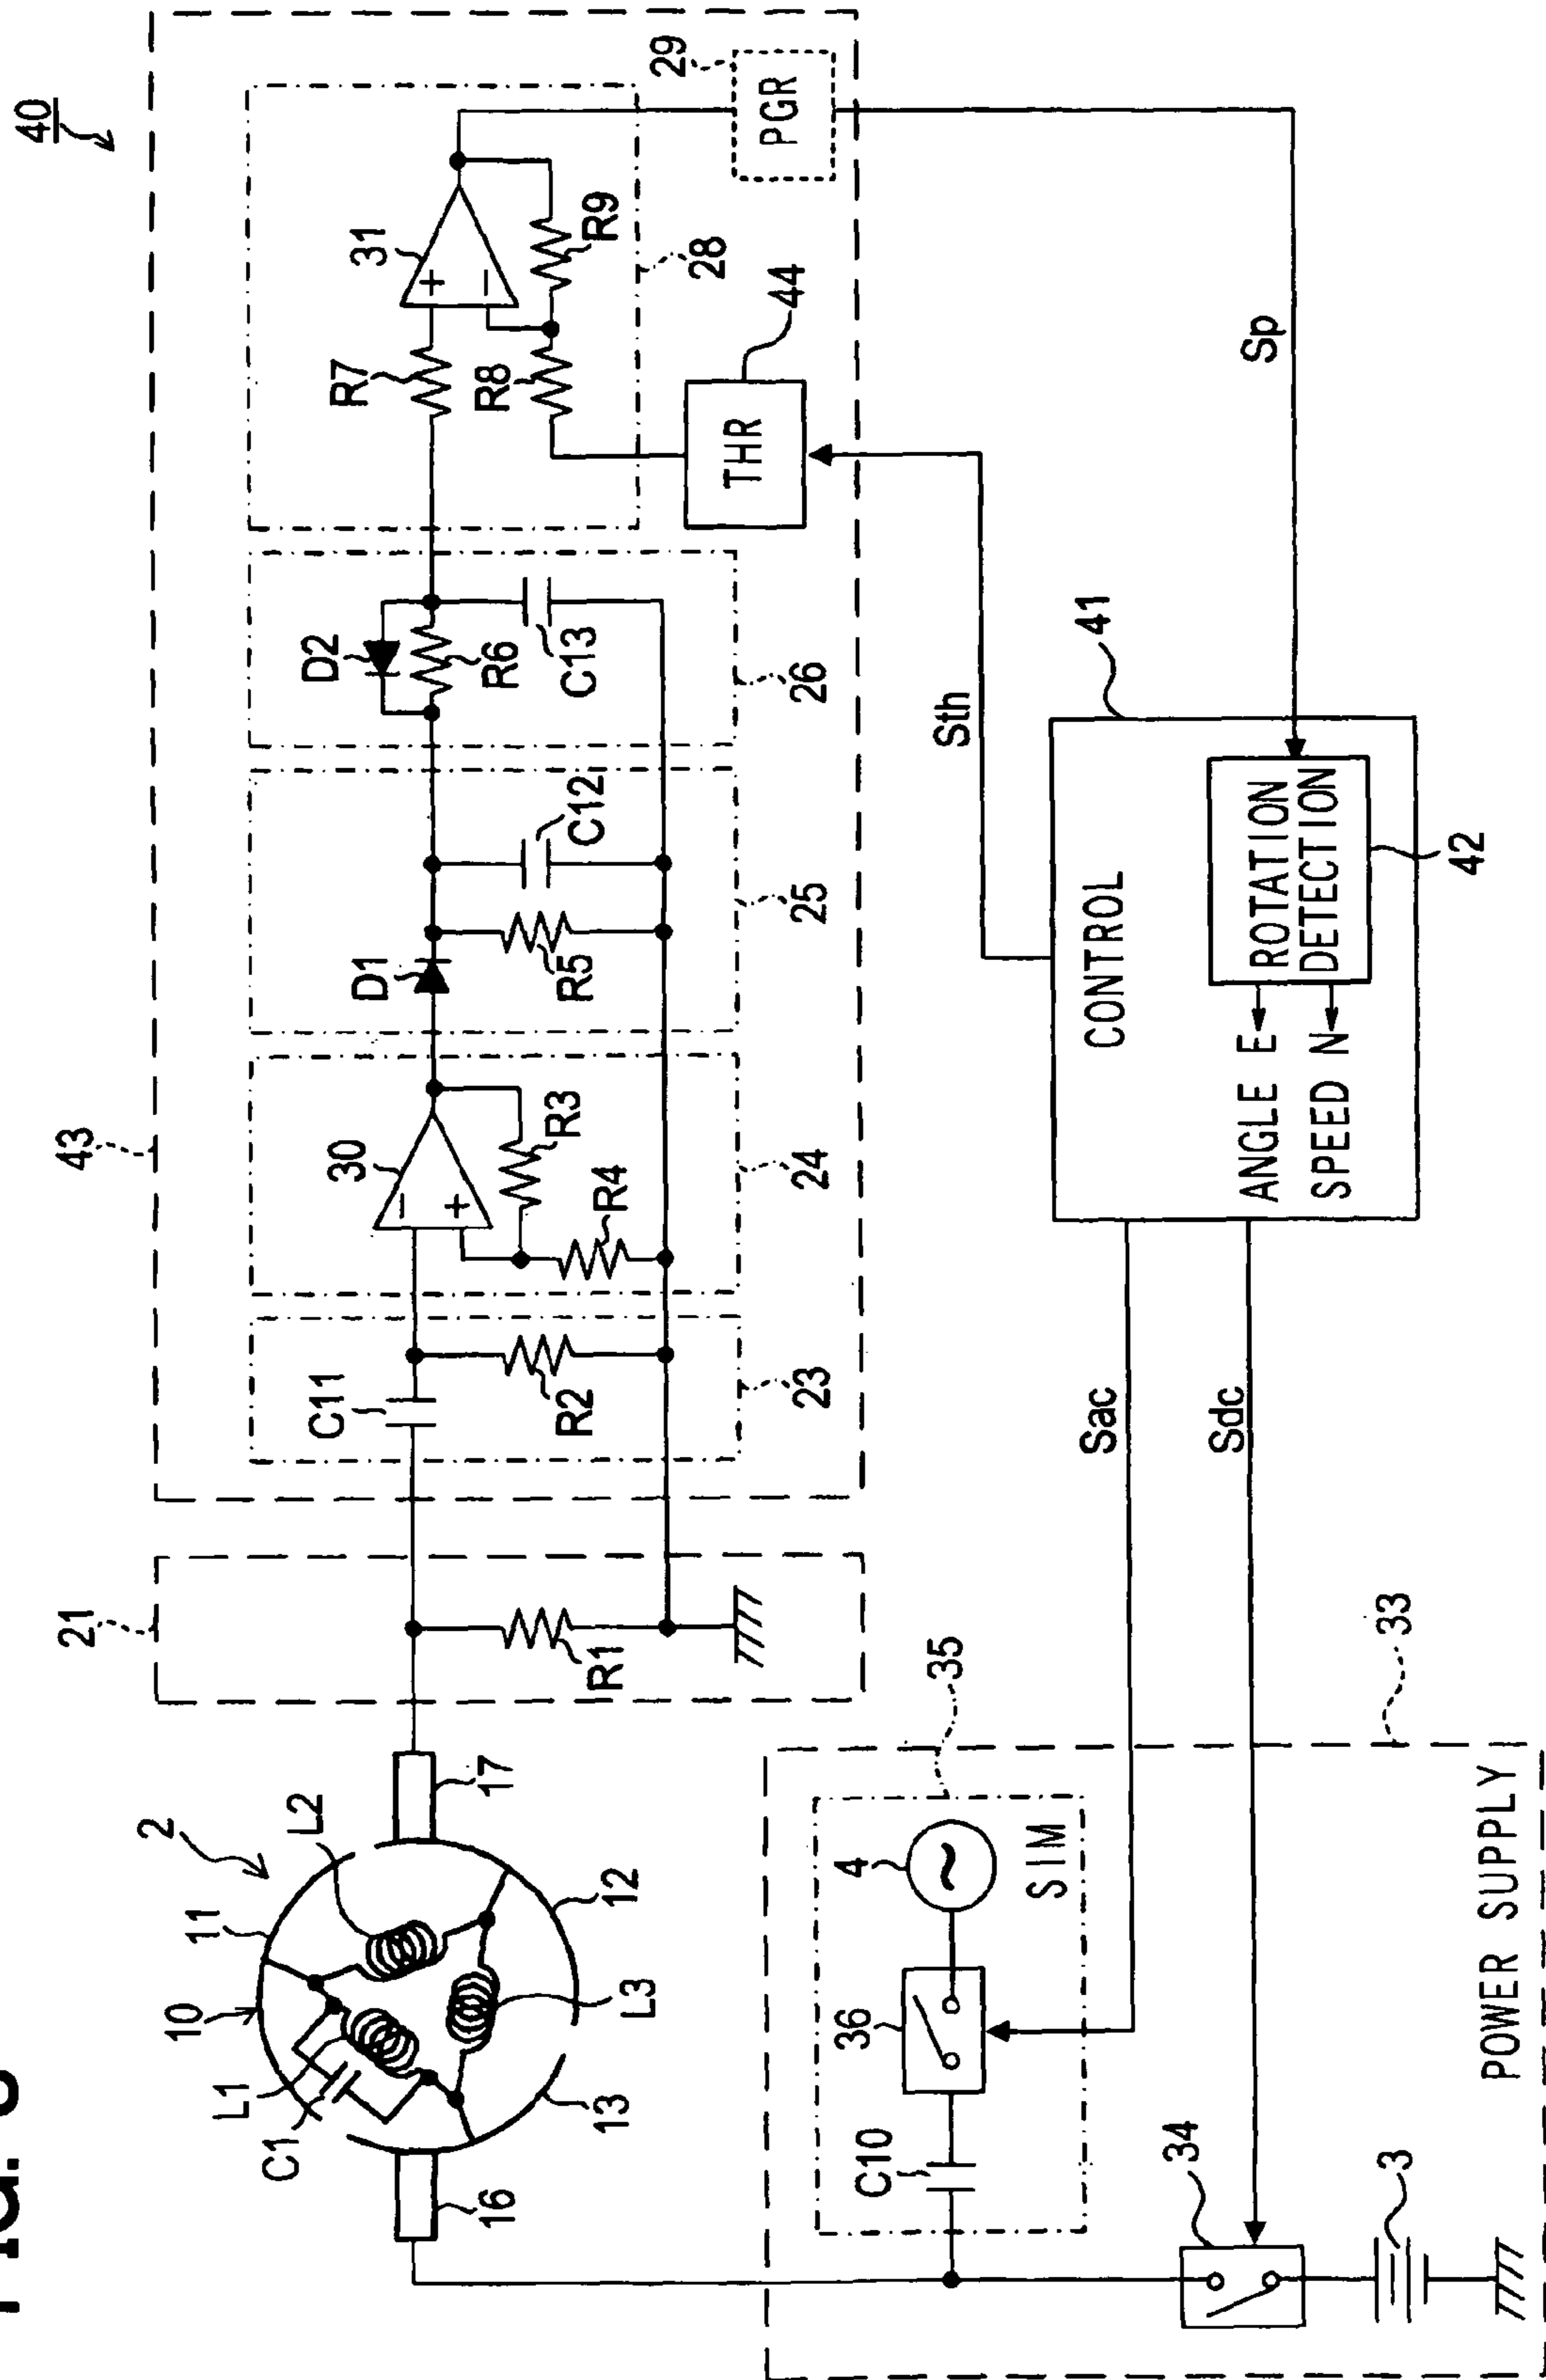 40
43
21
2
10
11
L2
L1
C1
16
17
12
13
L3
R1
C11
R2
23
30
−
+
R3
R4
24
D1
R5
C12
25
D2
R6
C13
26
R7
31
+
−
R8
R9
28
PGR
29
THR
44
Sth
Sp
41
CONTROL
ROTATION
DETECTION
42
ANGLE E
SPEED N
Sac
Sdc
33
35
4
~
SIM
36
C10
34
3
POWER SUPPLY